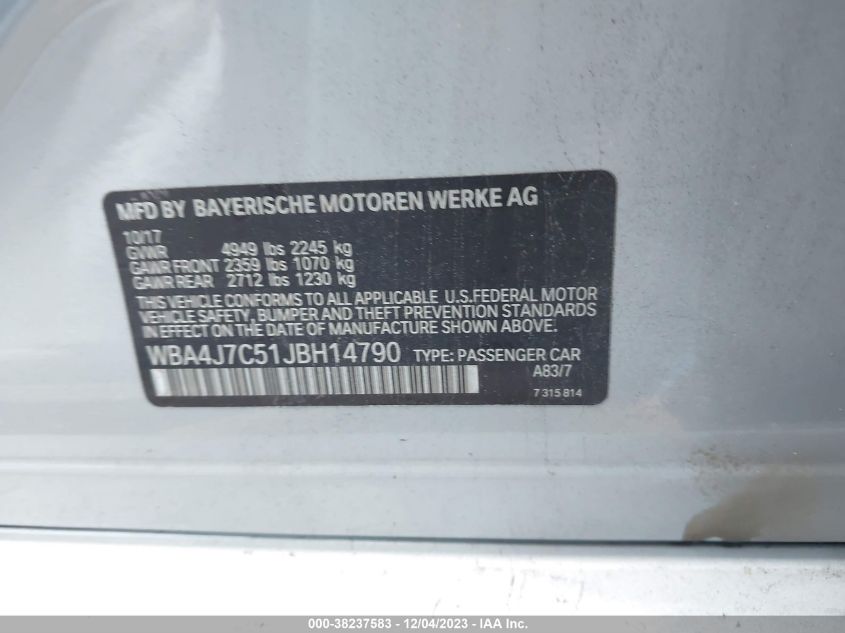 MFD BY BAYERISCHE MOTOREN WERKE AG
10/17
GVWR 4949 lbs 2245 kg
GAWR FRONT 2359 lbs 1070 kg
GAWR REAR 2712 lbs 1230 kg
THIS VEHICLE CONFORMS TO ALL APPLICABLE U.S.FEDERAL MOTOR
VEHICLE SAFETY, BUMPER AND THEFT PREVENTION STANDARDS
IN EFFECT ON THE DATE OF MANUFACTURE SHOWN ABOVE.
WBA4J7C51JBH14790 TYPE: PASSENGER CAR
A83/7
7 315 814
000-38237583 - 12/04/2023 - IAA Inc.